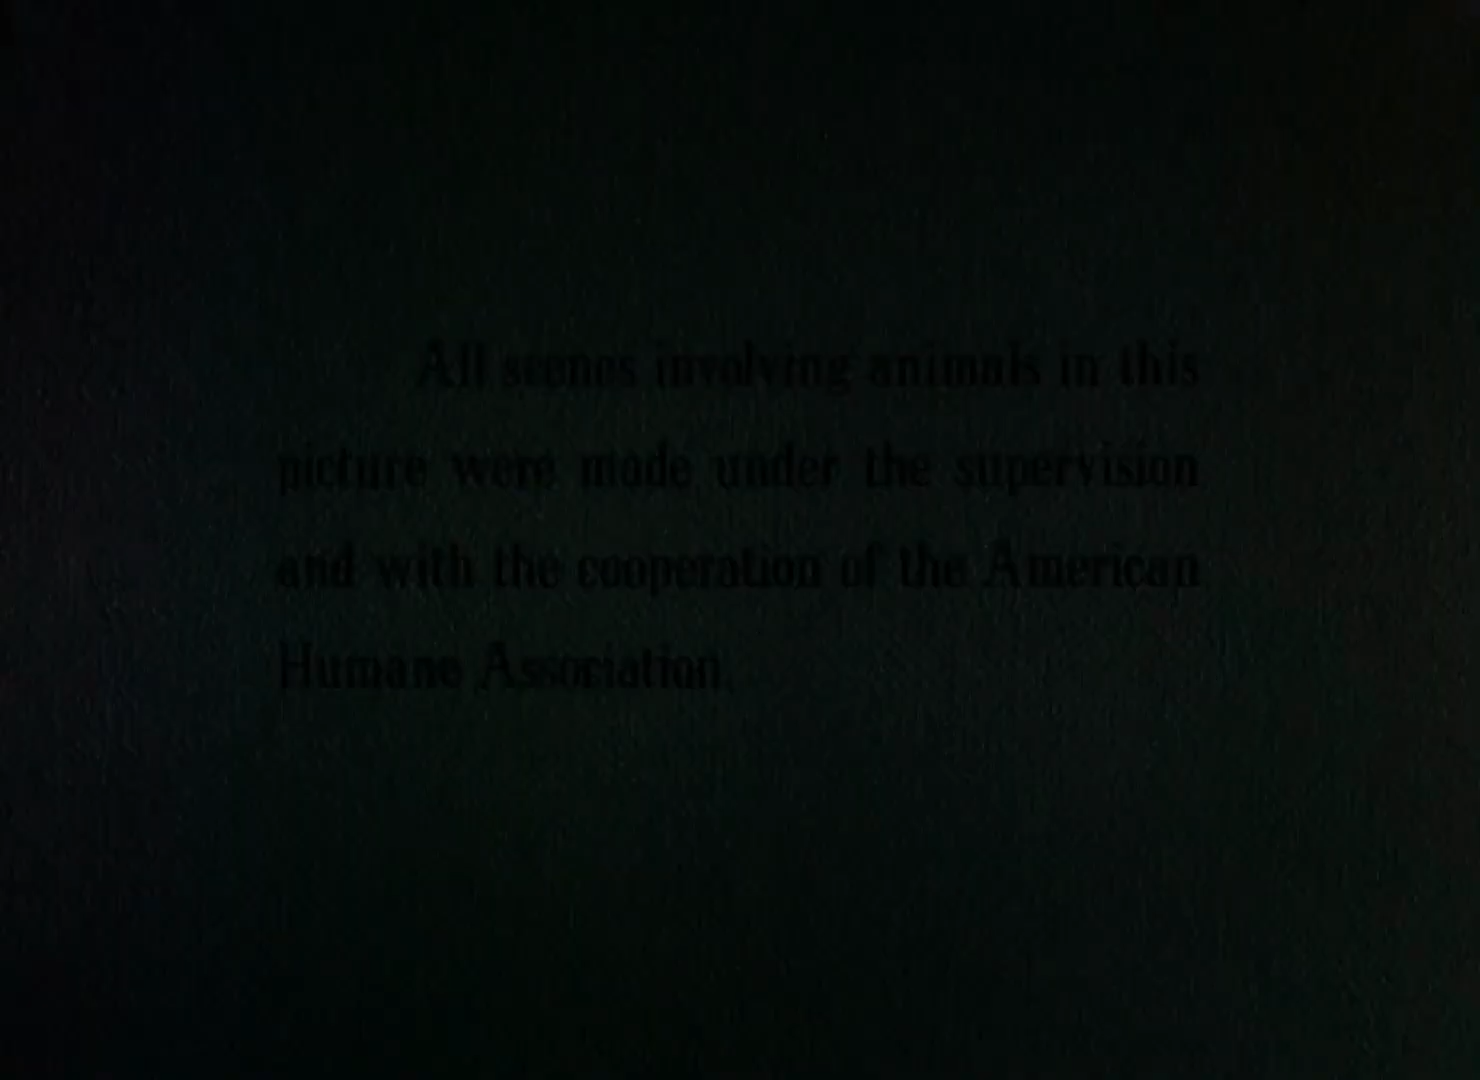 All scenes involving animals in this
picture were made under the supervision
and with the cooperation of the American
Humane Association.